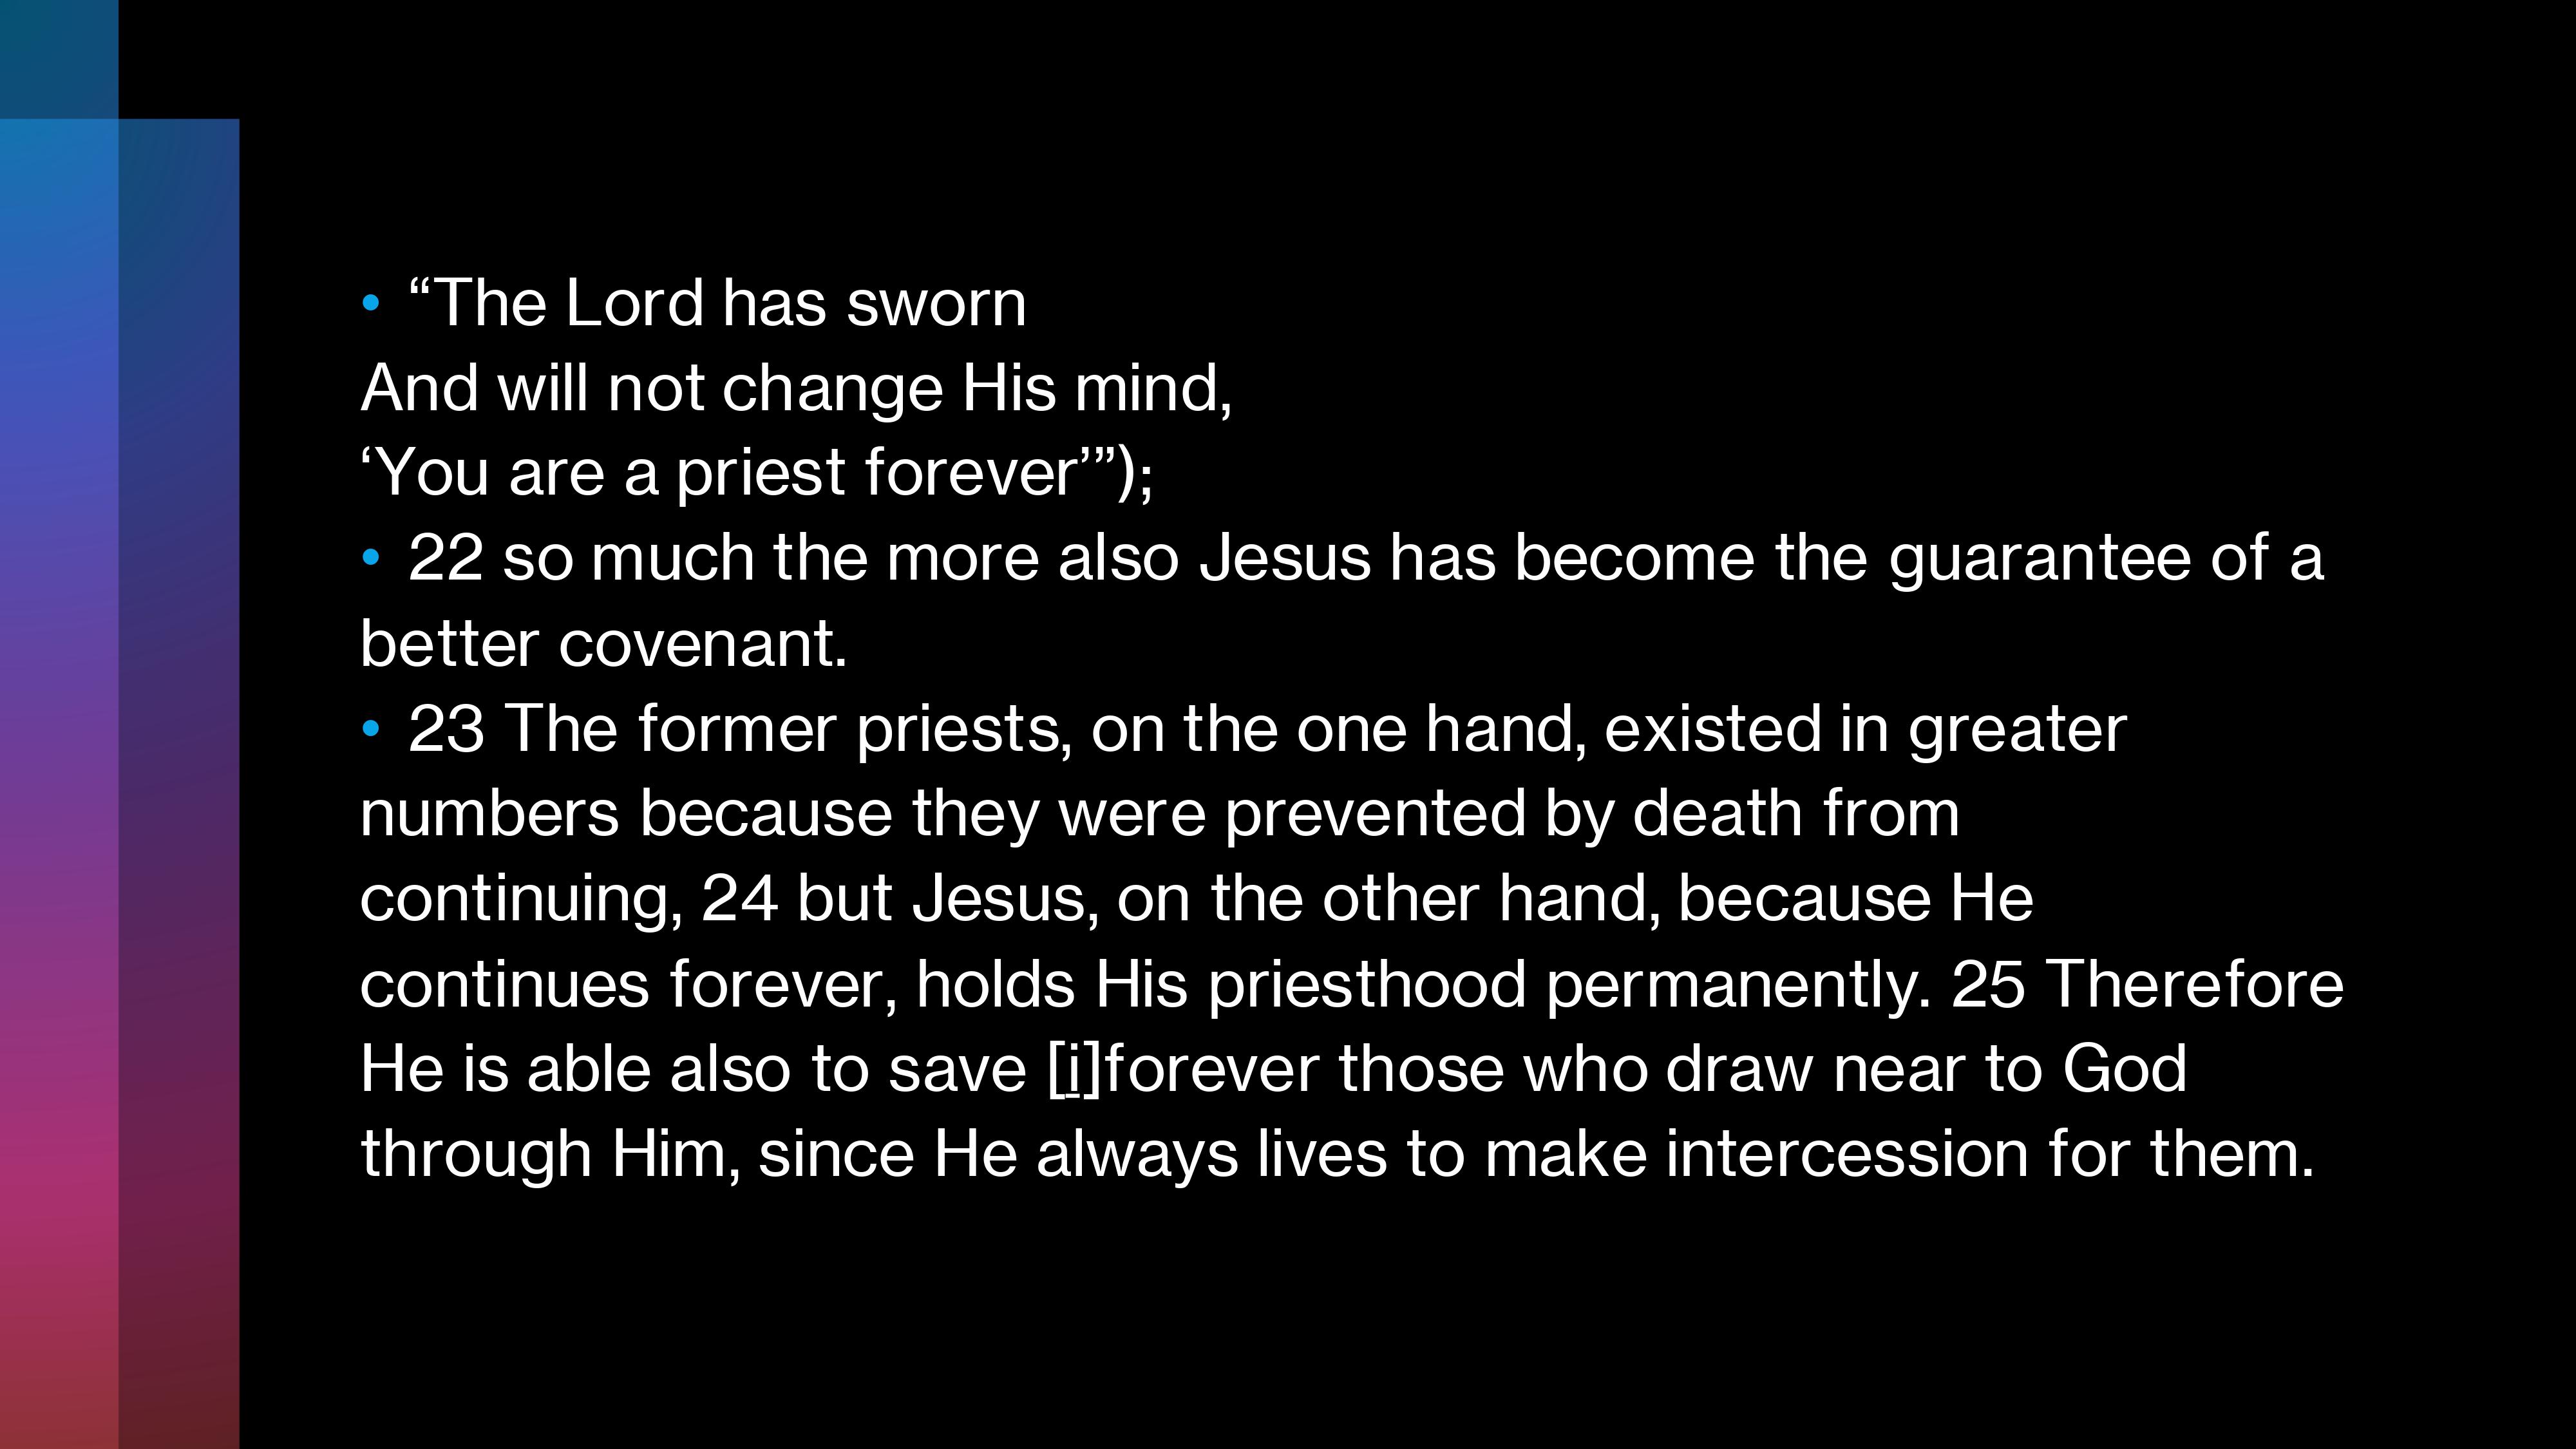 • “The Lord has sworn
And will not change His mind,
‘You are a priest forever’”);
• 22 so much the more also Jesus has become the guarantee of a
better covenant.
• 23 The former priests, on the one hand, existed in greater
numbers because they were prevented by death from
continuing, 24 but Jesus, on the other hand, because He
continues forever, holds His priesthood permanently. 25 Therefore
He is able also to save [i]forever those who draw near to God
through Him, since He always lives to make intercession for them.